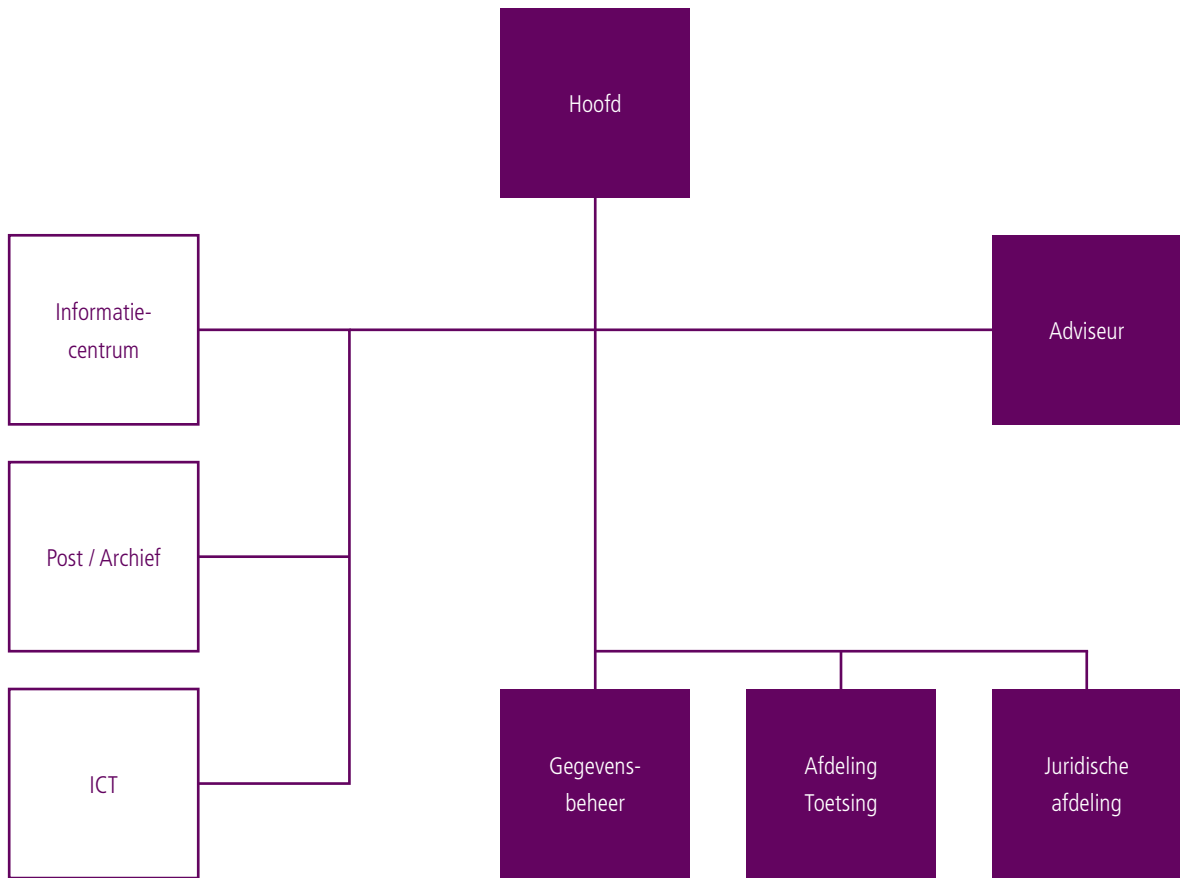 Hoofd
Informatie-
centrum
Adviseur
Post / Archief
ICT
Gegevens-
beheer
Afdeling
Toetsing
Juridische
afdeling